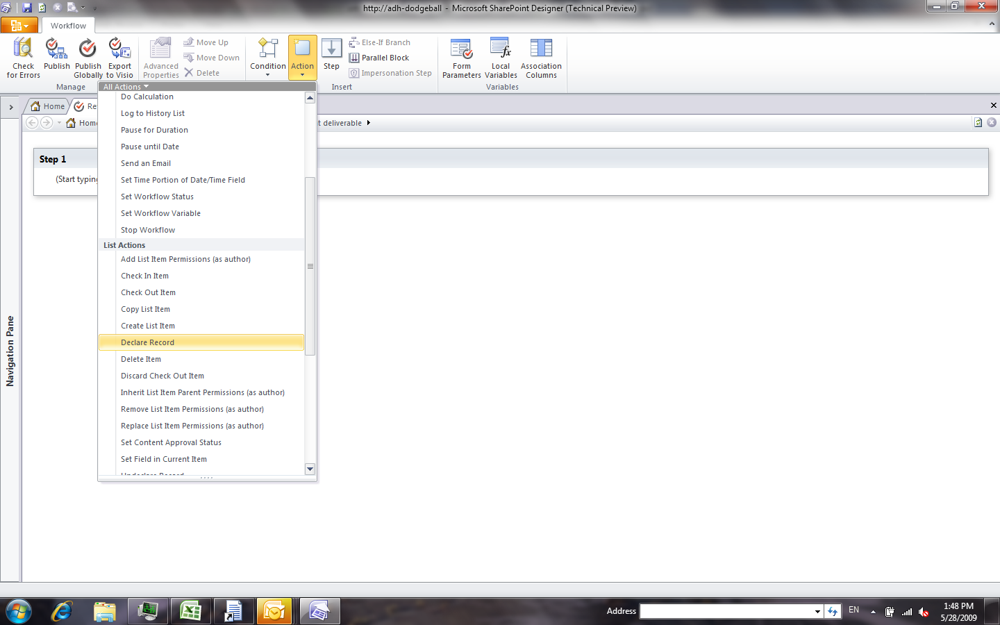 http://adh-dodgeball - Microsoft SharePoint Designer (Technical Preview)
Workflow
Check for Errors
Publish
Publish Globally
Export to Visio
Manage
Advanced Properties
Move Up
Move Down
Delete
Condition
Action
Step
Else-If Branch
Parallel Block
Impersonation Step
Insert
Form Parameters
Local Variables
Association Columns
Variables
All Actions
Do Calculation
Log to History List
Pause for Duration
Pause until Date
Send an Email
Set Time Portion of Date/Time Field
Set Workflow Status
Set Workflow Variable
Stop Workflow
List Actions
Add List Item Permissions (as author)
Check In Item
Check Out Item
Copy List Item
Create List Item
Declare Record
Delete Item
Discard Check Out Item
Inherit List Item Parent Permissions (as author)
Remove List Item Permissions (as author)
Replace List Item Permissions (as author)
Set Content Approval Status
Set Field in Current Item
Undeclare Record
Home
Re
Home
t deliverable
Step 1
(Start typing
Navigation Pane
Address
EN
1:48 PM
5/28/2009